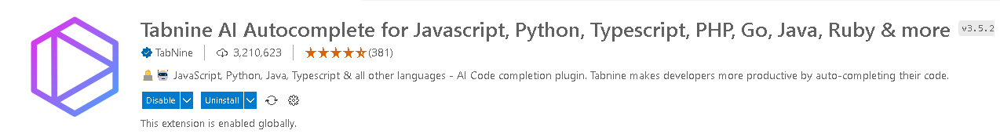 Tabnine AI Autocomplete for Javascript, Python, Typescript, PHP, Go, Java, Ruby & more v3.5.2
TabNine 3,210,623 (381)
JavaScript, Python, Java, Typescript & all other languages - AI Code completion plugin. Tabnine makes developers more productive by auto-completing their code.
Disable Uninstall
This extension is enabled globally.